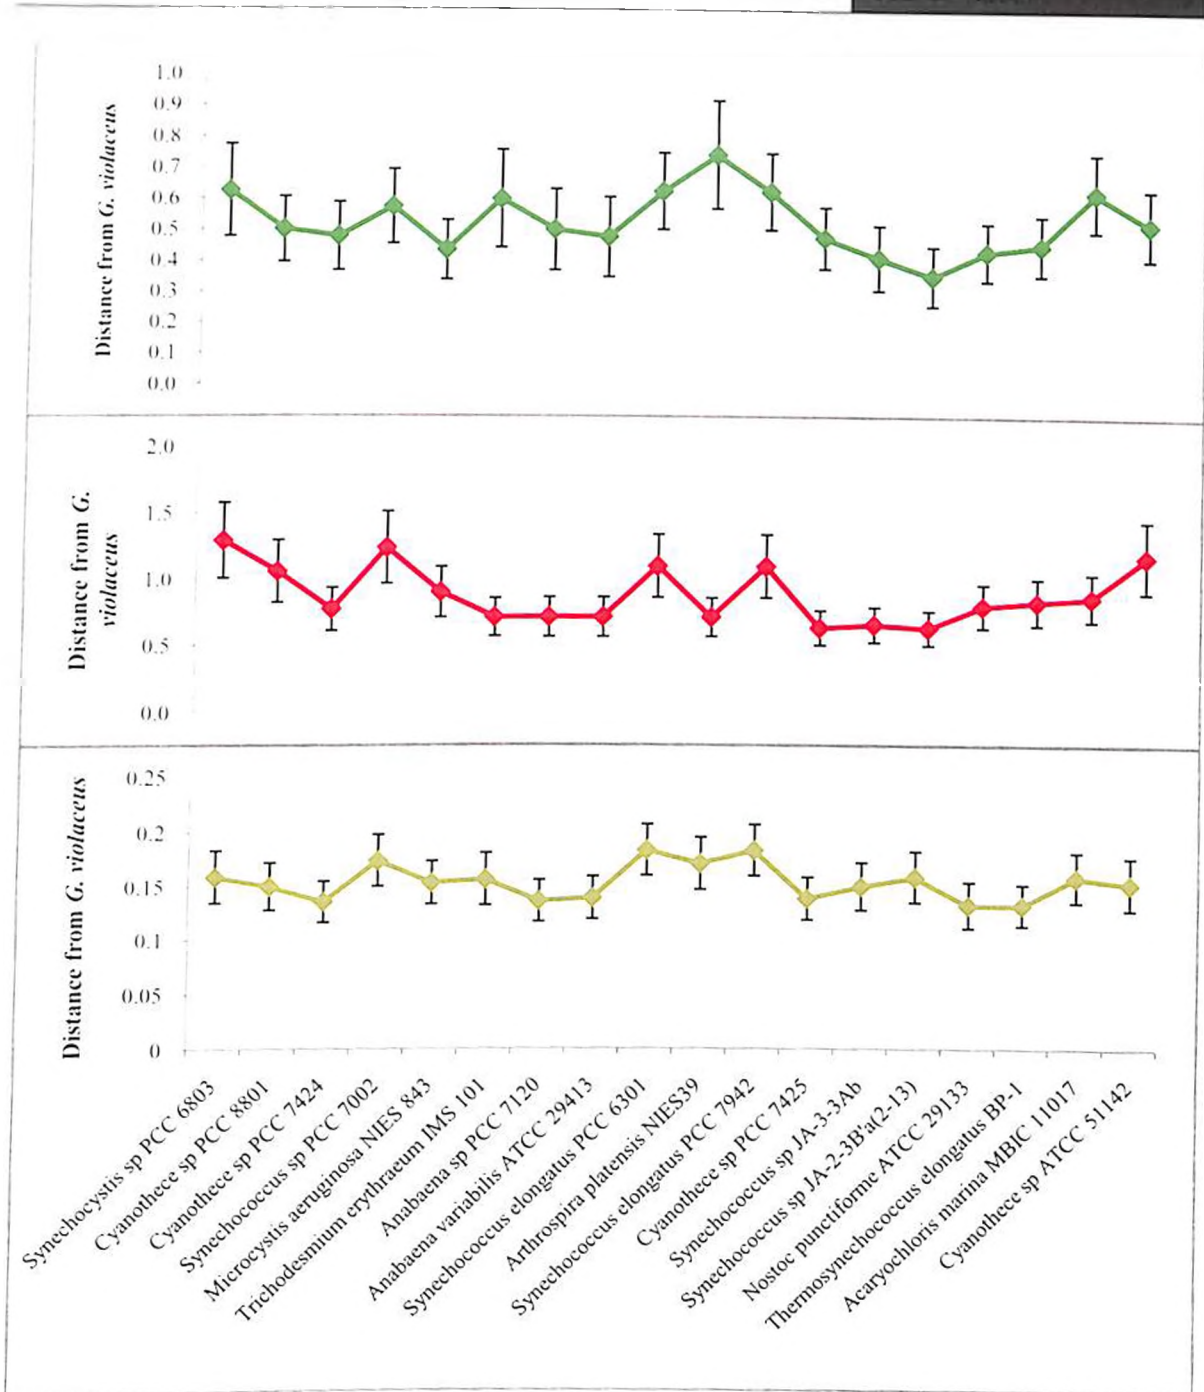 1.0
0.9
0.8
0.7
0.6
0.5
0.4
0.3
0.2
0.1
0.0
Distance from G. violaceus
2.0
1.5
1.0
0.5
0.0
Distance from G.
violaceus
0.25
0.2
0.15
0.1
0.05
0
Distance from G. violaceus
Synechocystis sp PCC 6803
Cyanothece sp PCC 8801
Cyanothece sp PCC 7424
Synechococcus sp PCC 7002
Microcystis aeruginosa NIES 843
Trichodesmium erythraeum IMS 101
Anabaena sp PCC 7120
Anabaena variabilis ATCC 29413
Synechococcus elongatus PCC 6301
Arthrospira platensis NIES39
Synechococcus elongatus PCC 7942
Cyanothece sp PCC 7425
Synechococcus sp JA-3-3Ab
Synechococcus sp JA-2-3B'a(2-13)
Nostoc punctiforme ATCC 29133
Thermosynechococcus elongatus BP-1
Acaryochloris marina MBIC 11017
Cyanothece sp ATCC 51142